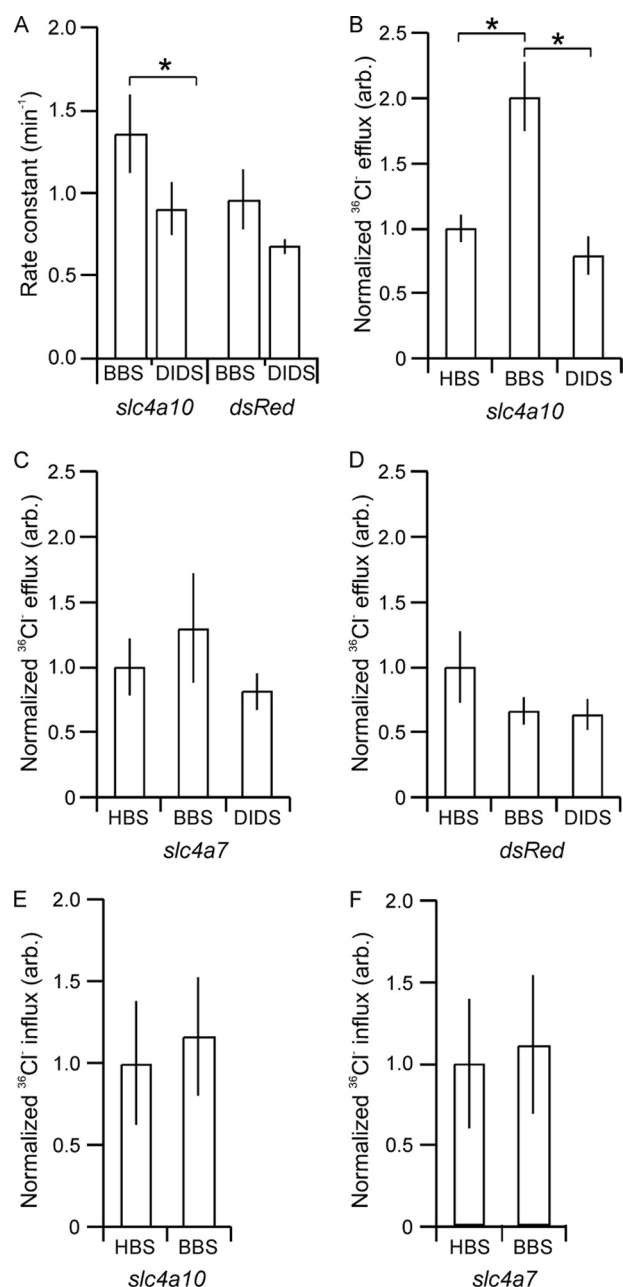 A
Rate constant (min⁻¹)
2.0
1.5
1.0
0.5
0.0
*
BBS DIDS BBS DIDS
slc4a10 dsRed
B
Normalized ³⁶Cl⁻ efflux (arb.)
2.5
2.0
1.5
1.0
0.5
0
* *
HBS BBS DIDS
slc4a10
C
Normalized ³⁶Cl⁻ efflux (arb.)
2.5
2.0
1.5
1.0
0.5
0
HBS BBS DIDS
slc4a7
D
Normalized ³⁶Cl⁻ efflux (arb.)
2.5
2.0
1.5
1.0
0.5
0
HBS BBS DIDS
dsRed
E
Normalized ³⁶Cl⁻ influx (arb.)
2.0
1.5
1.0
0.5
0
HBS BBS
slc4a10
F
Normalized ³⁶Cl⁻ influx (arb.)
2.0
1.5
1.0
0.5
0
HBS BBS
slc4a7